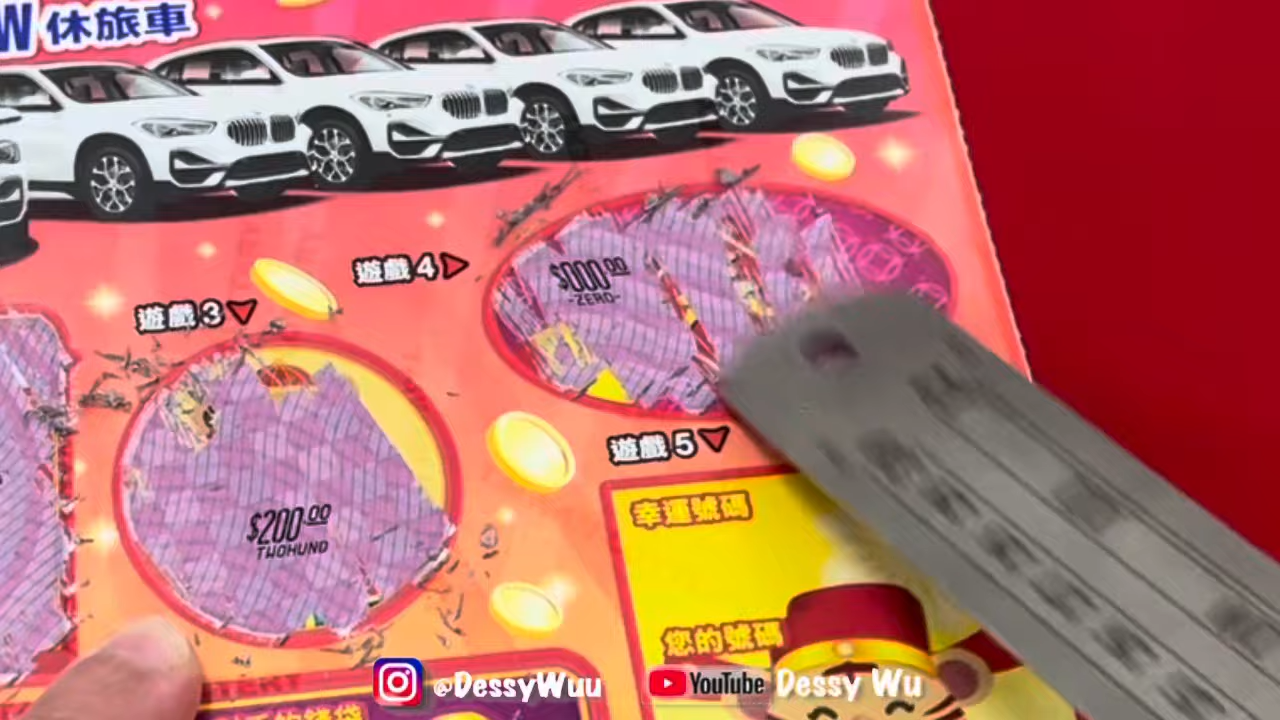 W 休旅車
遊戲4
遊戲3
$000.00
-ZERO-
$200.00
TWOHUND
遊戲5
幸運號碼
您的號碼
@DessyWuu
YouTube Dessy Wu